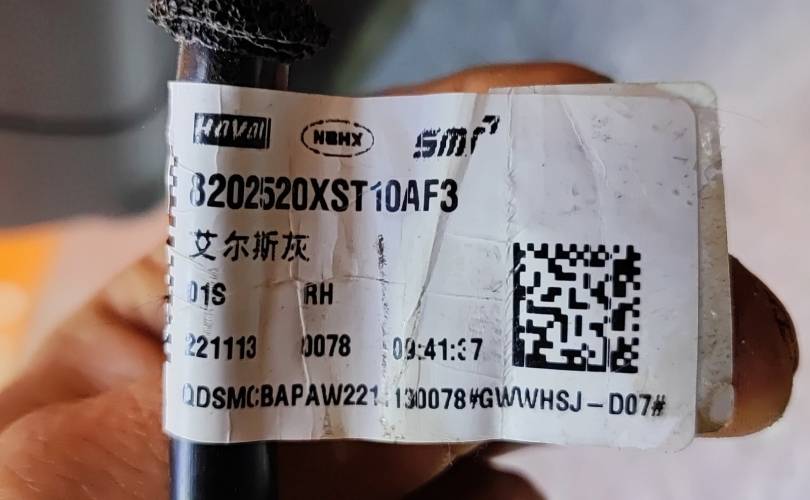 HAVAL NBHX smr
8202520XST10AF3
艾尔斯灰
01S RH
221113 0078 09:41:37
QDSMCBAPAW221130078#GWWHSJ-D07#